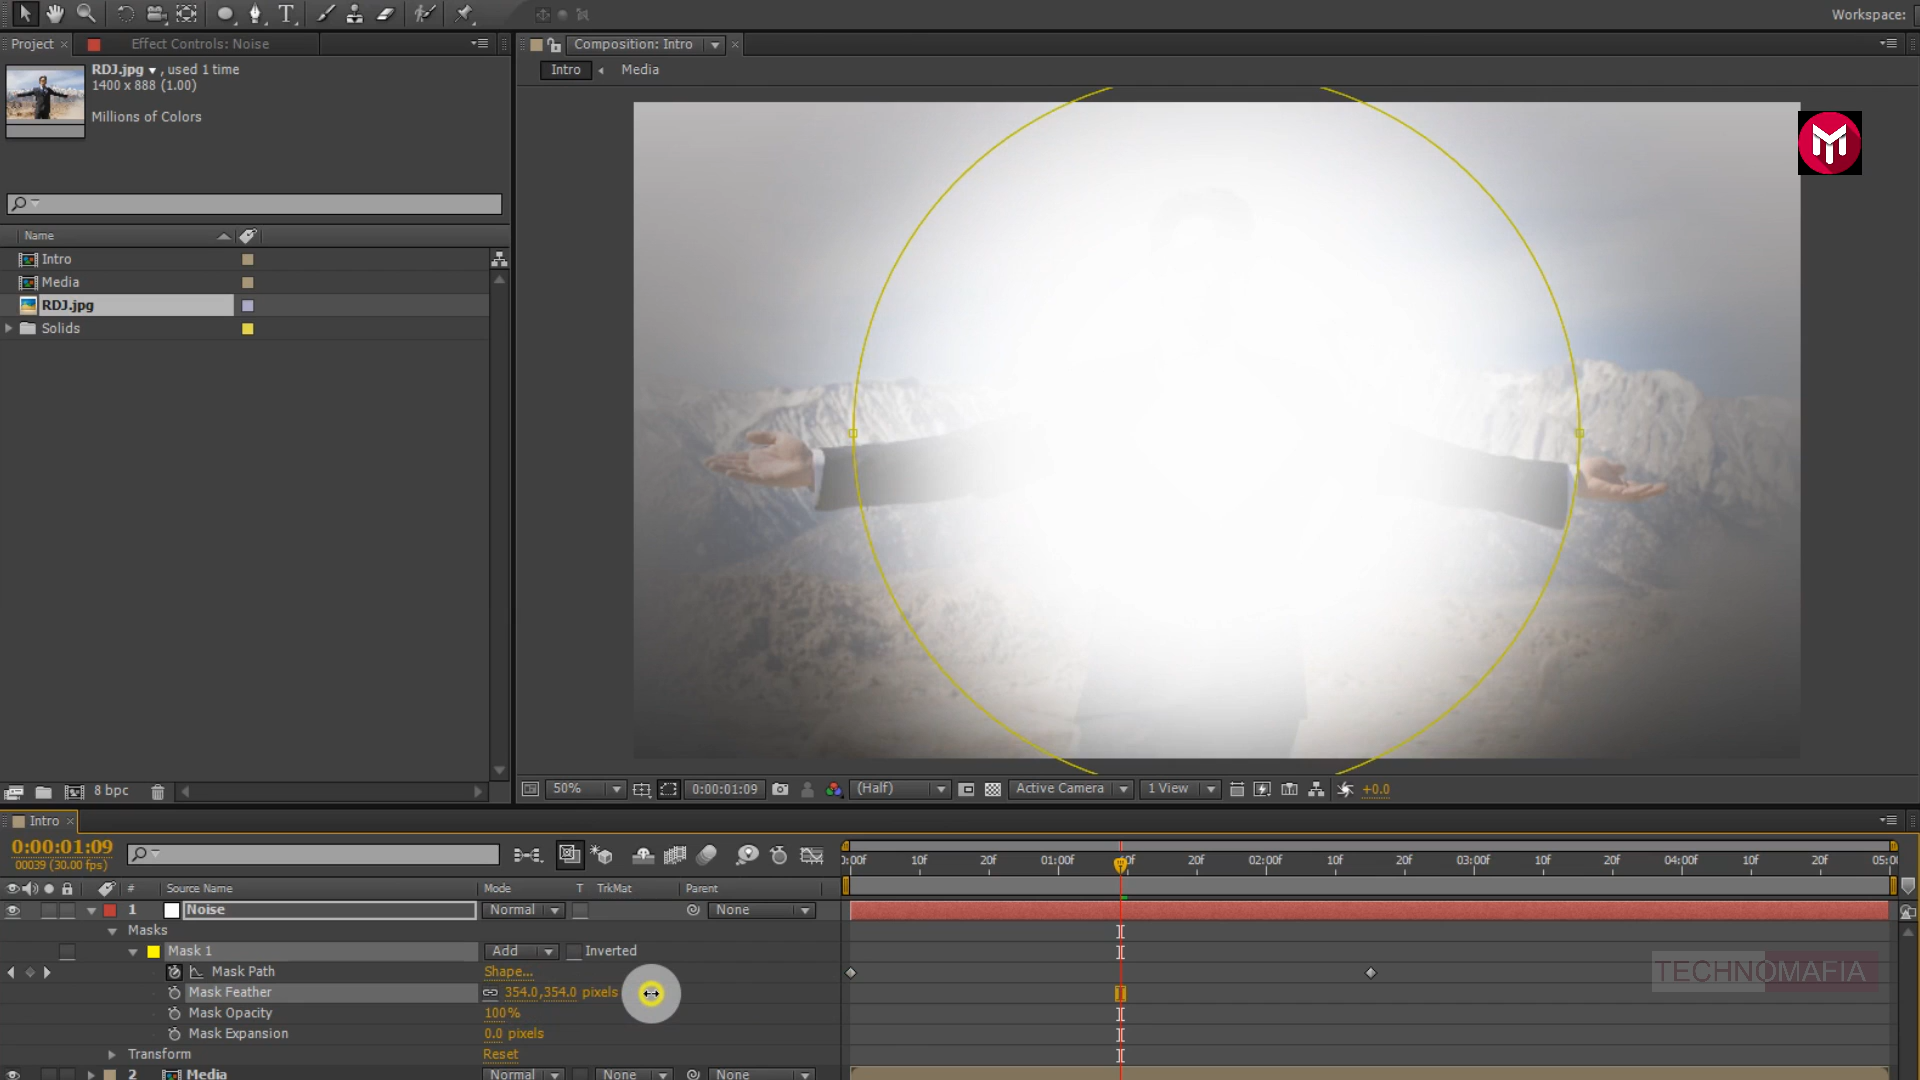 Workspace:
Project × Effect Controls: Noise
Composition: Intro ×
RDJ.jpg ▾ , used 1 time
1400 x 888 (1.00)
Millions of Colors
Intro Media
Name
Intro
Media
RDJ.jpg
Solids
8 bpc
50% 0:00:01:09 (Half) Active Camera 1 View +0.0
Intro ×
0:00:01:09
00039 (30.00 fps)
0:00f 10f 20f 01:00f 10f 20f 02:00f 10f 20f 03:00f 10f 20f 04:00f 10f 20f 05:00
# Source Name Mode T TrkMat Parent
1 Noise Normal None
Masks
Mask 1 Add Inverted
Mask Path Shape...
Mask Feather 354.0,354.0 pixels
Mask Opacity 100%
Mask Expansion 0.0 pixels
Transform Reset
2 Media Normal None None
TECHNOMAFIA